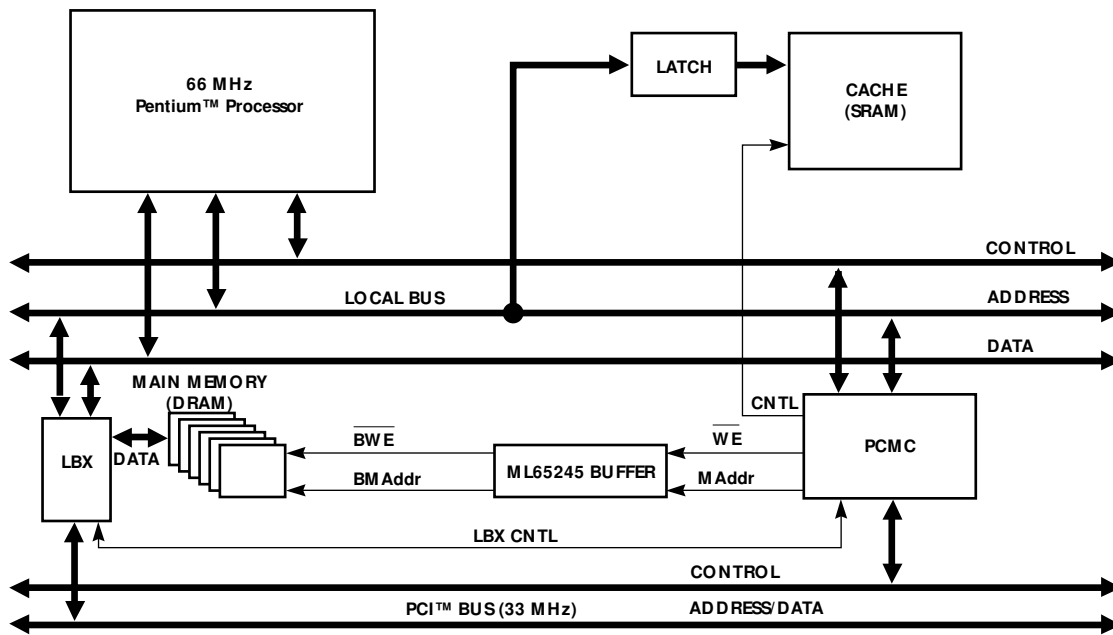 66 MHz
Pentium™ Processor
LATCH
CACHE
(SRAM)
CONTROL
LOCAL BUS
ADDRESS
DATA
MAIN MEMORY
(DRAM)
CNTL
LBX
DATA
BWE
WE
PCMC
ML65245 BUFFER
BMAddr
MAddr
LBX CNTL
CONTROL
PCI™ BUS (33 MHz)
ADDRESS/DATA